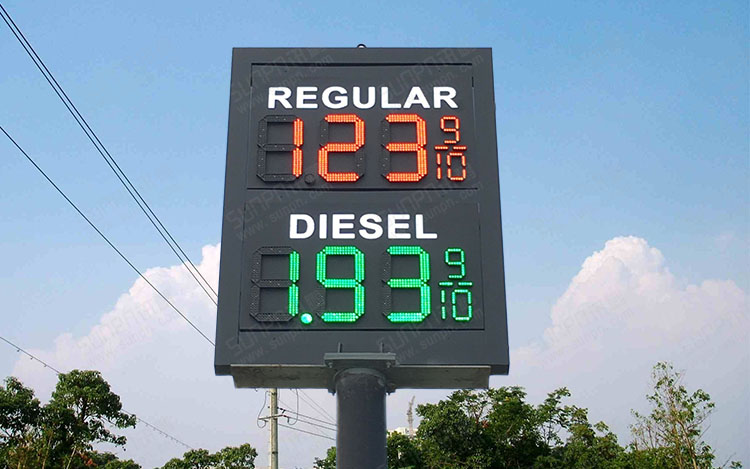 REGULAR
123 9/10
DIESEL
1.93 9/10